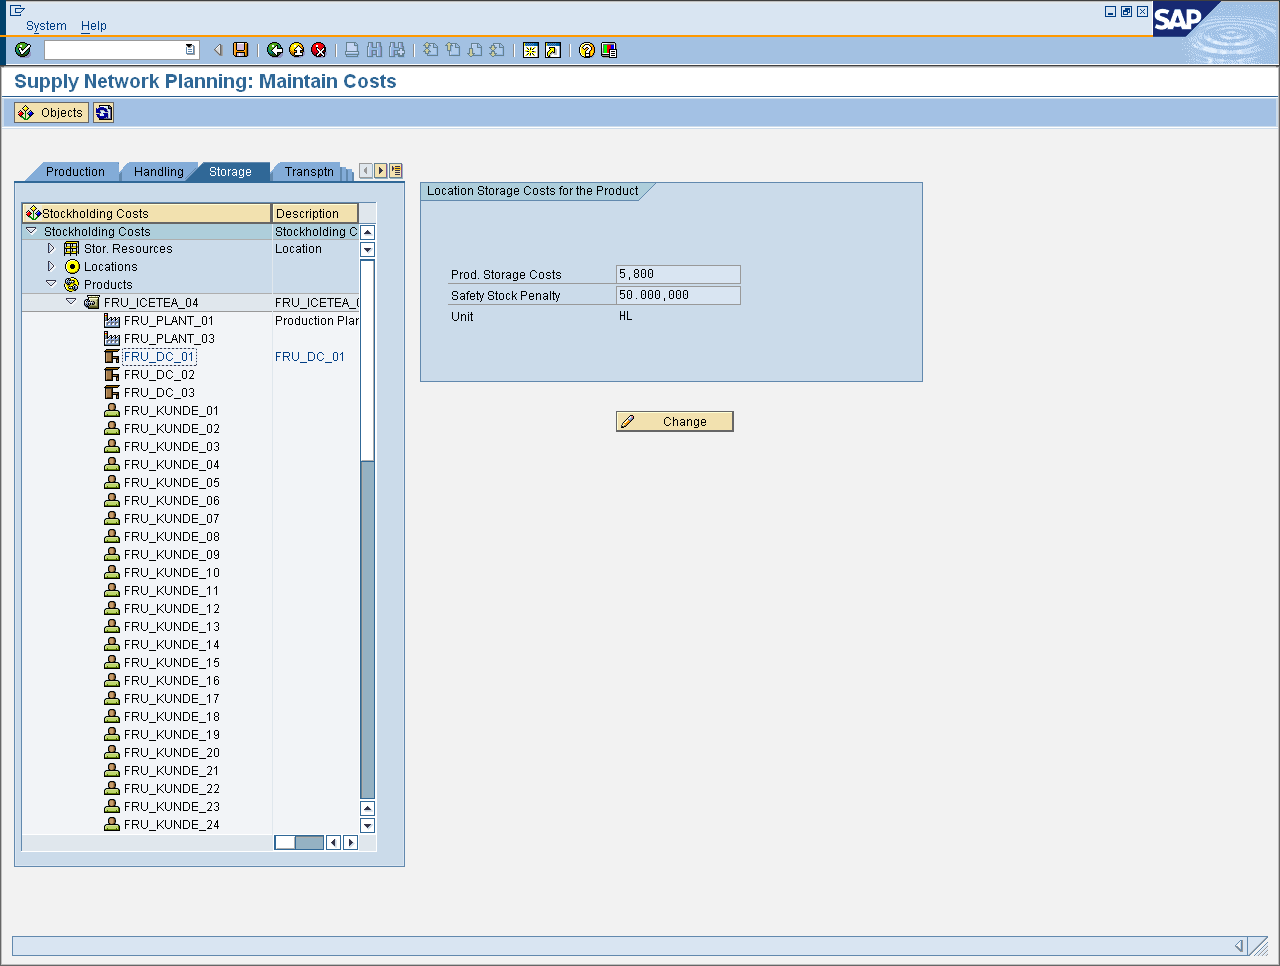 System Help
SAP
Supply Network Planning: Maintain Costs
Objects
Production Handling Storage Transptn
Location Storage Costs for the Product
Stockholding Costs Description
Stockholding Costs Stockholding C
Stor. Resources Location
Locations
Products
FRU_ICETEA_04 FRU_ICETEA_0
FRU_PLANT_01 Production Plan
FRU_PLANT_03
FRU_DC_01 FRU_DC_01
FRU_DC_02
FRU_DC_03
FRU_KUNDE_01
FRU_KUNDE_02
FRU_KUNDE_03
FRU_KUNDE_04
FRU_KUNDE_05
FRU_KUNDE_06
FRU_KUNDE_07
FRU_KUNDE_08
FRU_KUNDE_09
FRU_KUNDE_10
FRU_KUNDE_11
FRU_KUNDE_12
FRU_KUNDE_13
FRU_KUNDE_14
FRU_KUNDE_15
FRU_KUNDE_16
FRU_KUNDE_17
FRU_KUNDE_18
FRU_KUNDE_19
FRU_KUNDE_20
FRU_KUNDE_21
FRU_KUNDE_22
FRU_KUNDE_23
FRU_KUNDE_24
Prod. Storage Costs 5,800
Safety Stock Penalty 50.000,000
Unit HL
Change